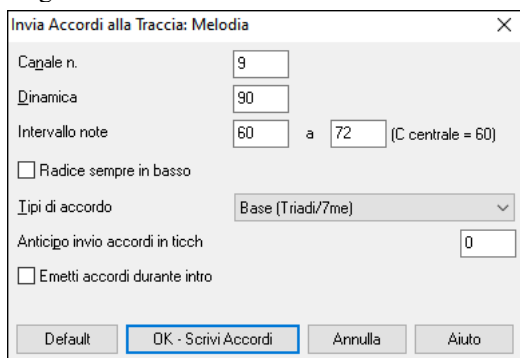 Invia Accordi alla Traccia: Melodia
Canale n. 9
Dinamica 90
Intervallo note 60 a 72 (C centrale = 60)
Radice sempre in basso
Tipi di accordo Base (Triadi/7me)
Anticipo invio accordi in ticch 0
Emetti accordi durante intro
Default OK - Scrivi Accordi Annulla Aiuto